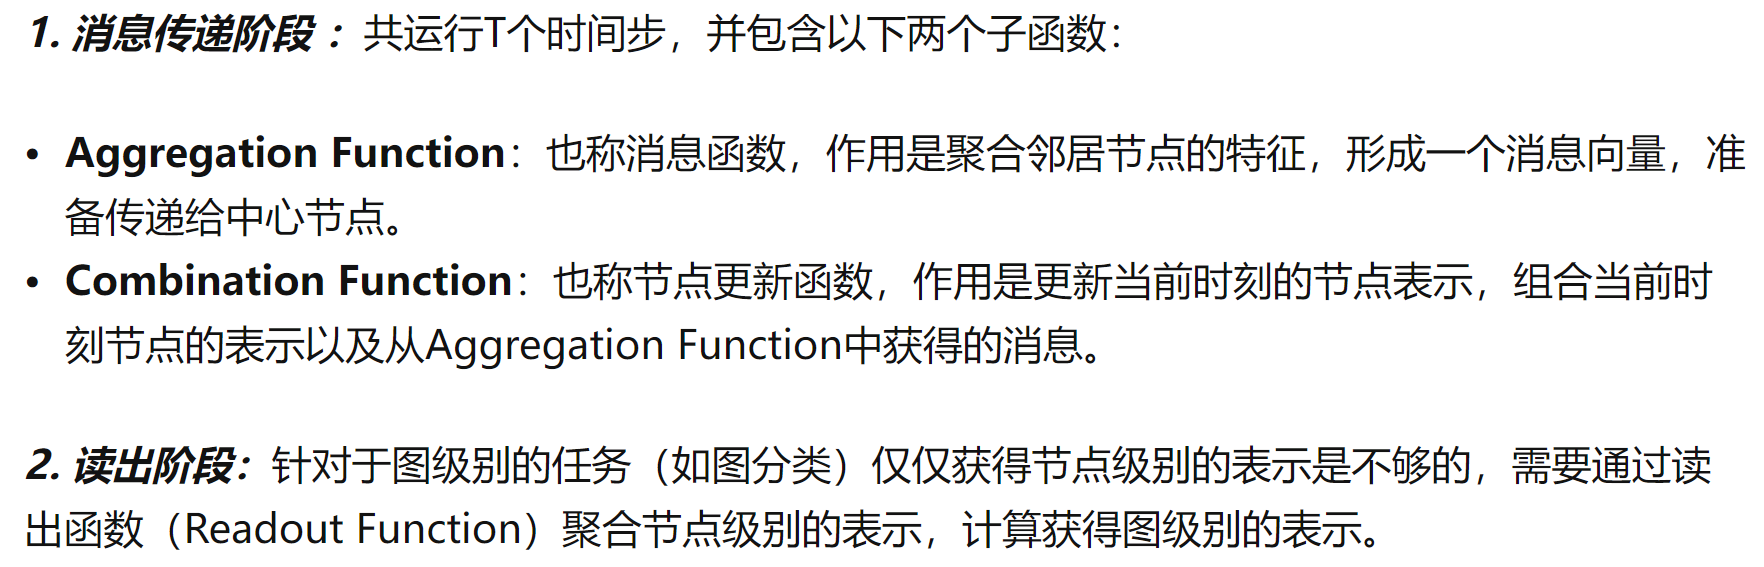 1. 消息传递阶段 ：共运行T个时间步，并包含以下两个子函数：
• Aggregation Function：也称消息函数，作用是聚合邻居节点的特征，形成一个消息向量，准
备传递给中心节点。
• Combination Function：也称节点更新函数，作用是更新当前时刻的节点表示，组合当前时
刻节点的表示以及从Aggregation Function中获得的消息。
2. 读出阶段：针对于图级别的任务（如图分类）仅仅获得节点级别的表示是不够的，需要通过读
出函数（Readout Function）聚合节点级别的表示，计算获得图级别的表示。